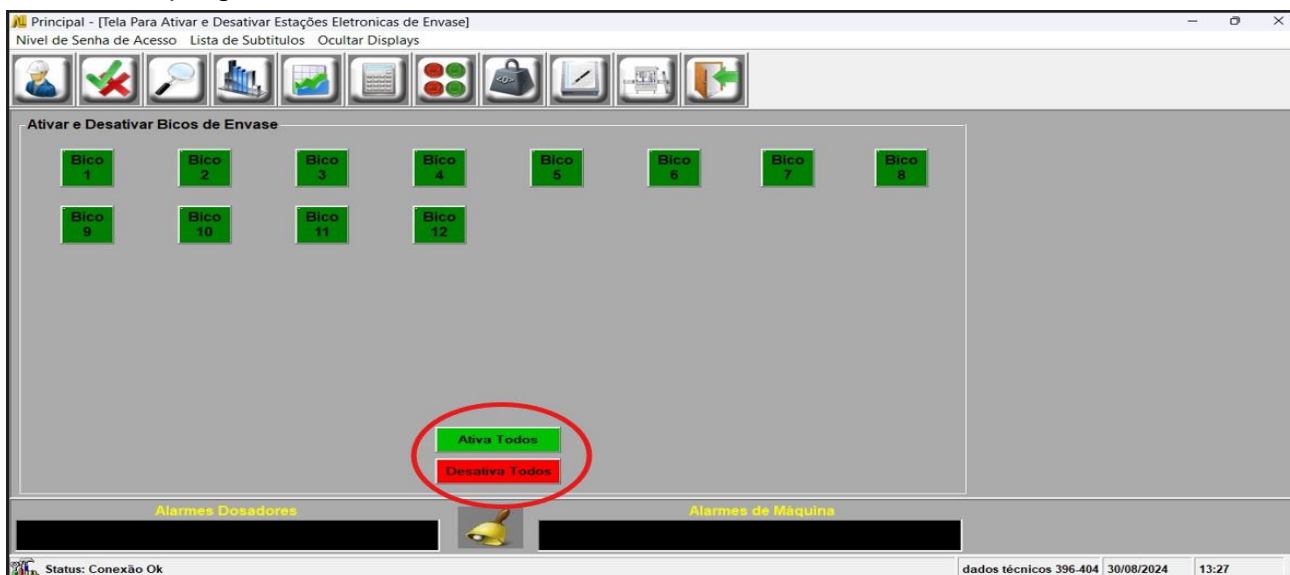 Principal - [Tela Para Ativar e Desativar Estações Eletronicas de Envase]
Nivel de Senha de Acesso Lista de Subtitulos Ocultar Displays
Ativar e Desativar Bicos de Envase
Bico 1
Bico 2
Bico 3
Bico 4
Bico 5
Bico 6
Bico 7
Bico 8
Bico 9
Bico 10
Bico 11
Bico 12
Ativa Todos
Desativa Todos
Alarmes Dosadores
Alarmes de Máquina
Status: Conexão Ok
dados técnicos 396-404 30/08/2024 13:27